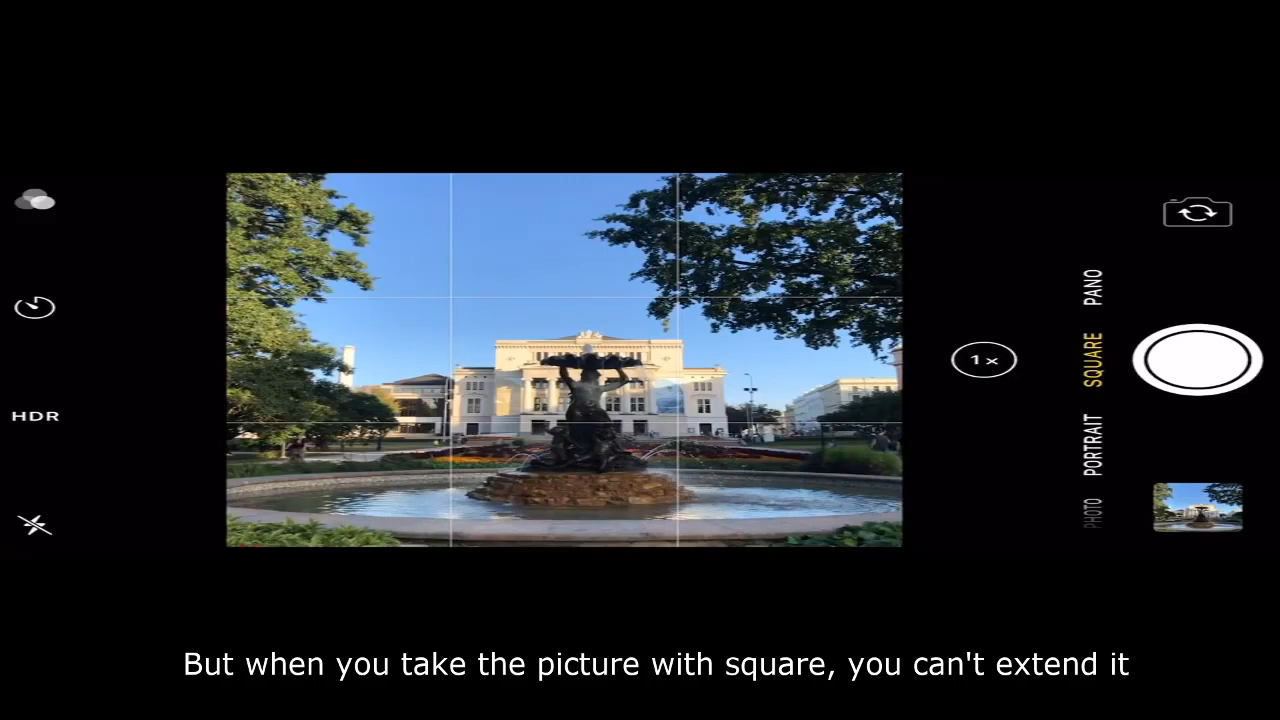 HDR
1×
PANO
SQUARE
PORTRAIT
PHOTO
But when you take the picture with square, you can't extend it